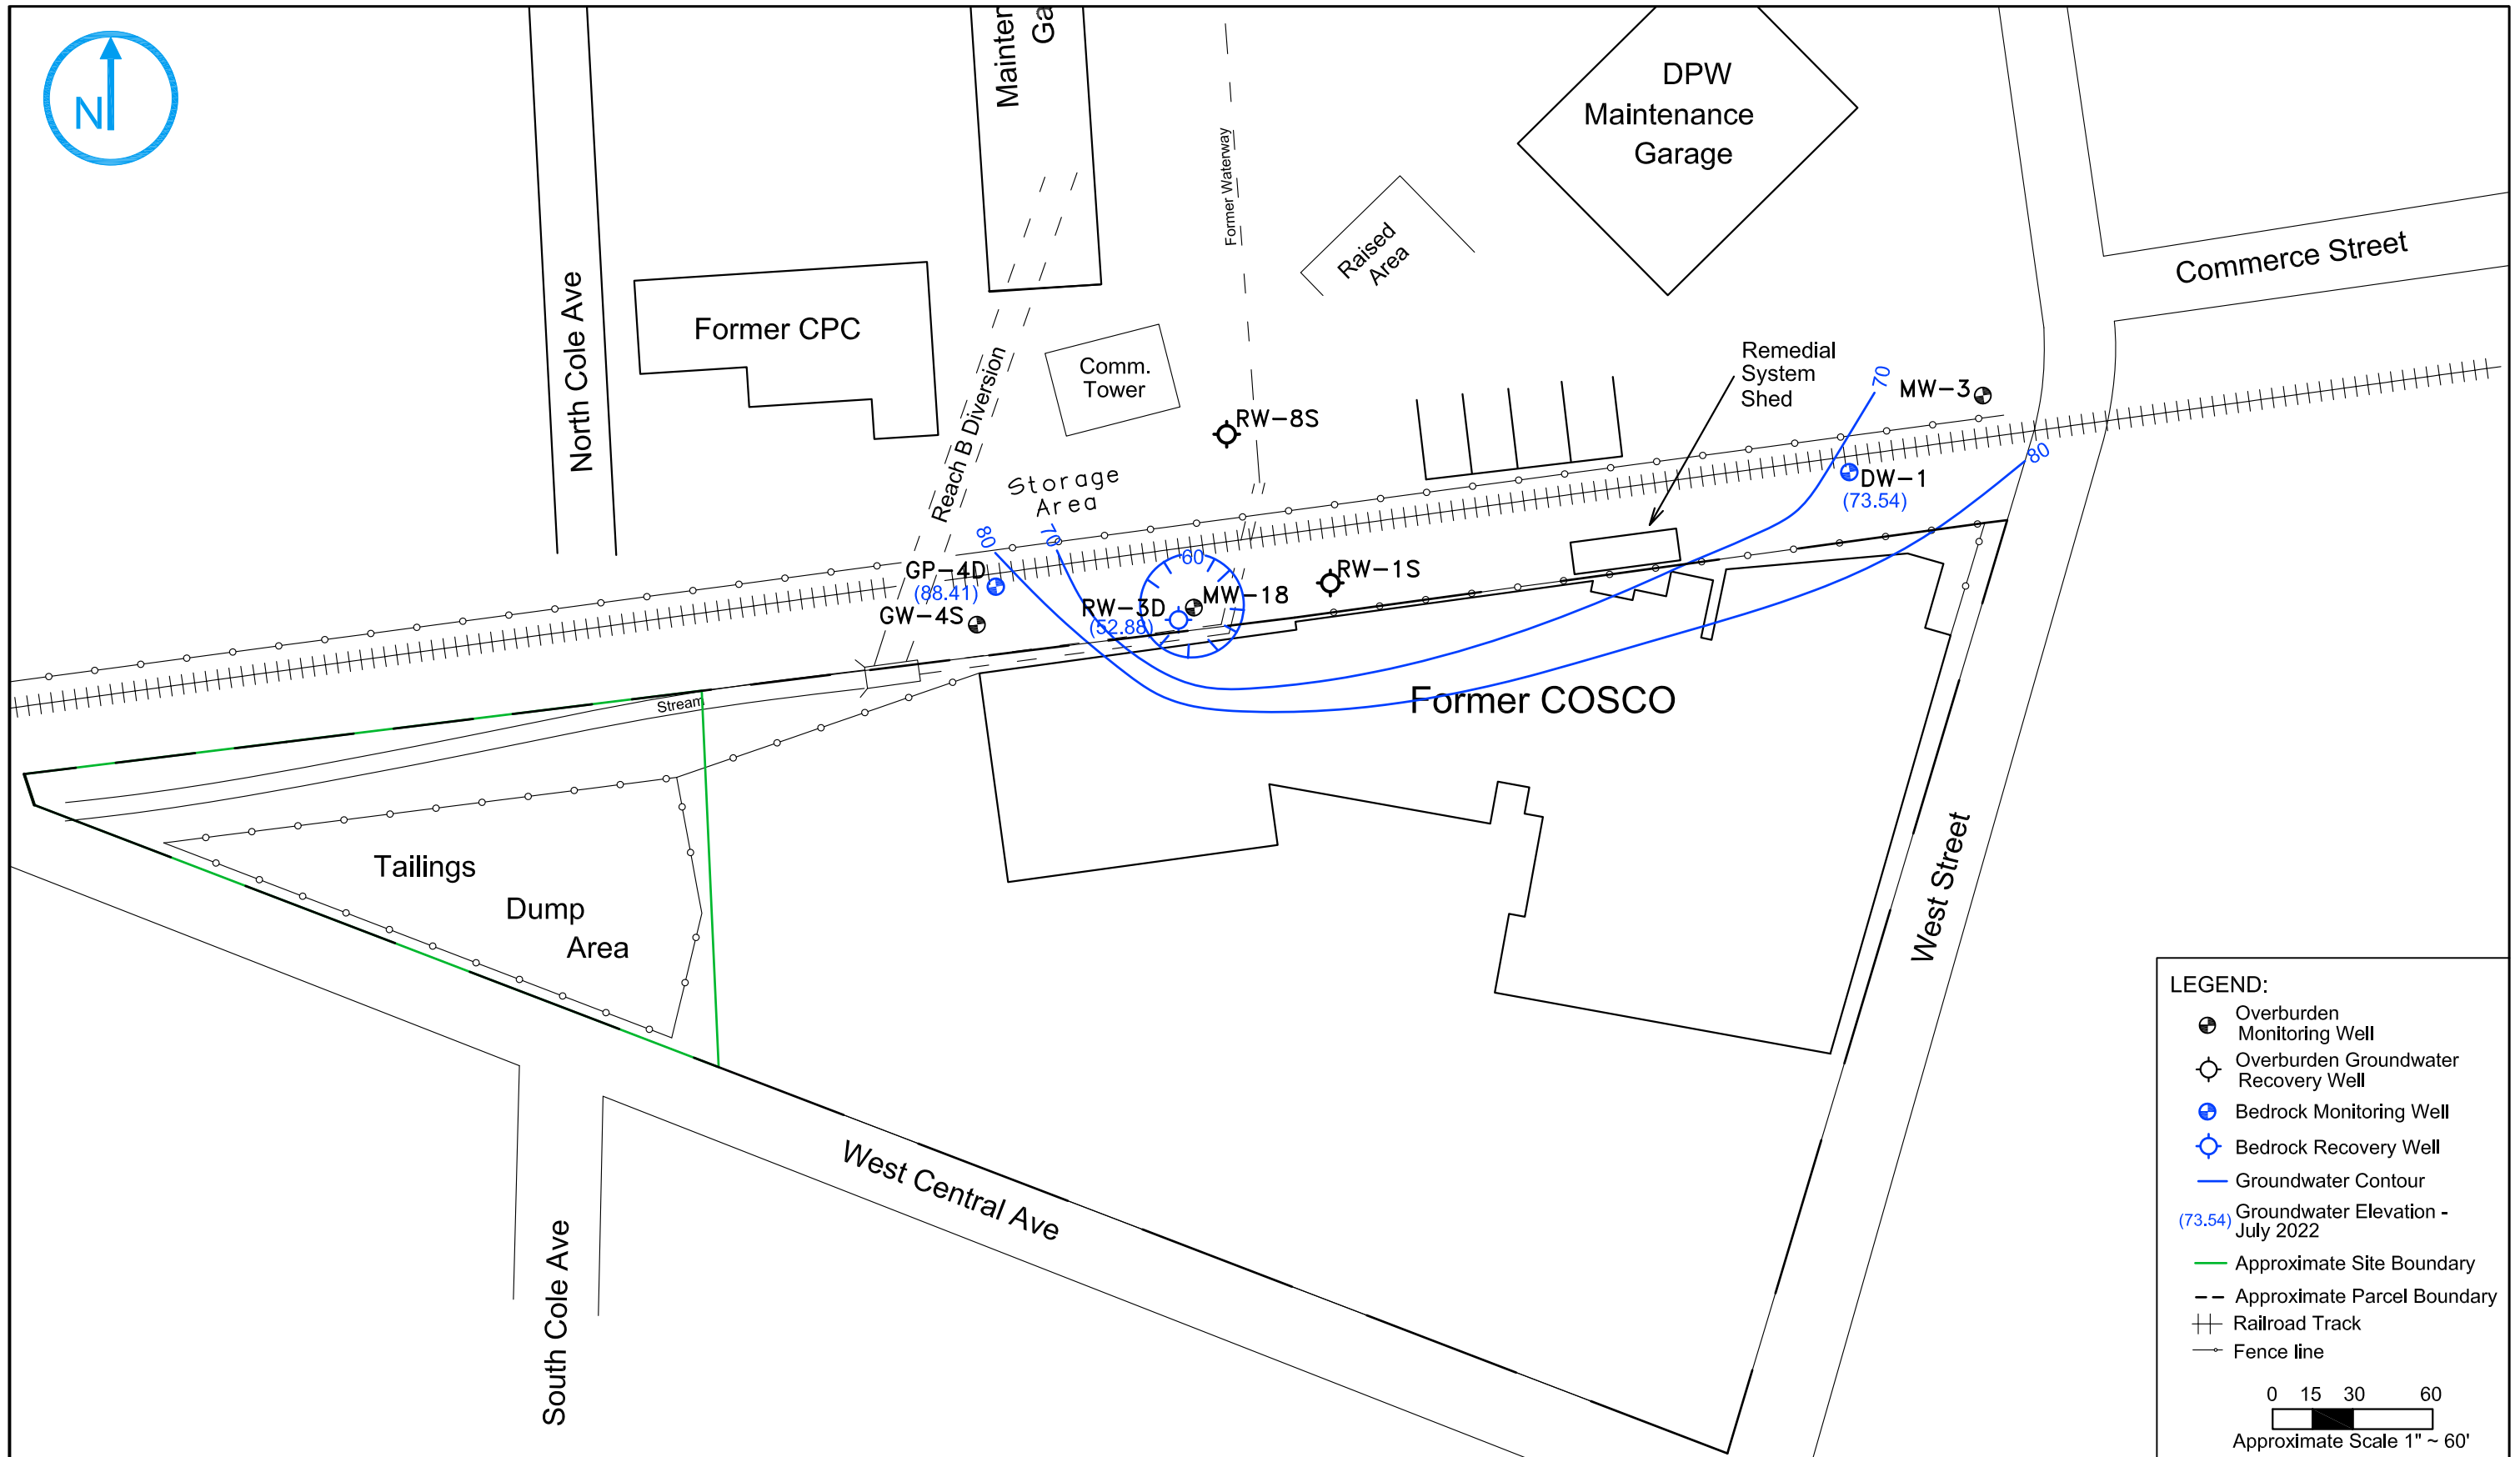 N
Mainten
Ga
DPW
Maintenance
Garage
Former Waterway
Raised
Area
Commerce Street
North Cole Ave
Former CPC
Reach B Diversion
Comm.
Tower
Remedial
System
Shed
70
MW-3
RW-8S
80
DW-1
(73.54)
Storage
Area
80
70
60
GP-4D
(88.41)
GW-4S
RW-3D
(52.88)
MW-18
RW-1S
Stream
Former COSCO
Tailings
Dump
Area
West Street
West Central Ave
South Cole Ave
LEGEND:
Overburden
Monitoring Well
Overburden Groundwater
Recovery Well
Bedrock Monitoring Well
Bedrock Recovery Well
Groundwater Contour
(73.54) Groundwater Elevation -
July 2022
Approximate Site Boundary
Approximate Parcel Boundary
Railroad Track
Fence line
0 15 30 60
Approximate Scale 1" ~ 60'